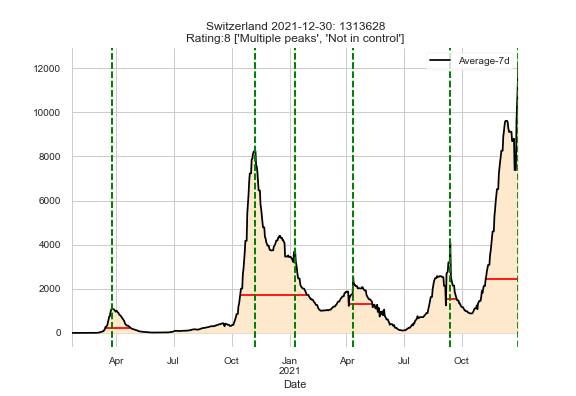 Switzerland 2021-12-30: 1313628
Rating:8 ['Multiple peaks', 'Not in control']
Average-7d
12000
10000
8000
6000
4000
2000
0
Apr Jul Oct Jan Apr Jul Oct
2021
Date